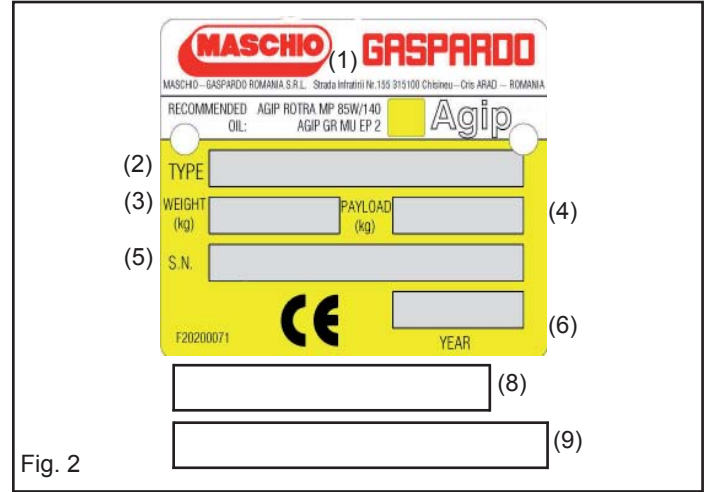 MASCHIO (1) GASPARDO
MASCHIO-GASPARDO ROMANIA S.R.L. Strada Infratirii Nr.155 315100 Chisineu-Cris ARAD - ROMANIA
RECOMMENDED AGIP ROTRA MP 85W/140
OIL: AGIP GR MU EP 2
Agip
(2) TYPE
(3) WEIGHT (kg) PAYLOAD (kg) (4)
(5) S.N.
(6)
F20200071 CE YEAR
(8)
(9)
Fig. 2